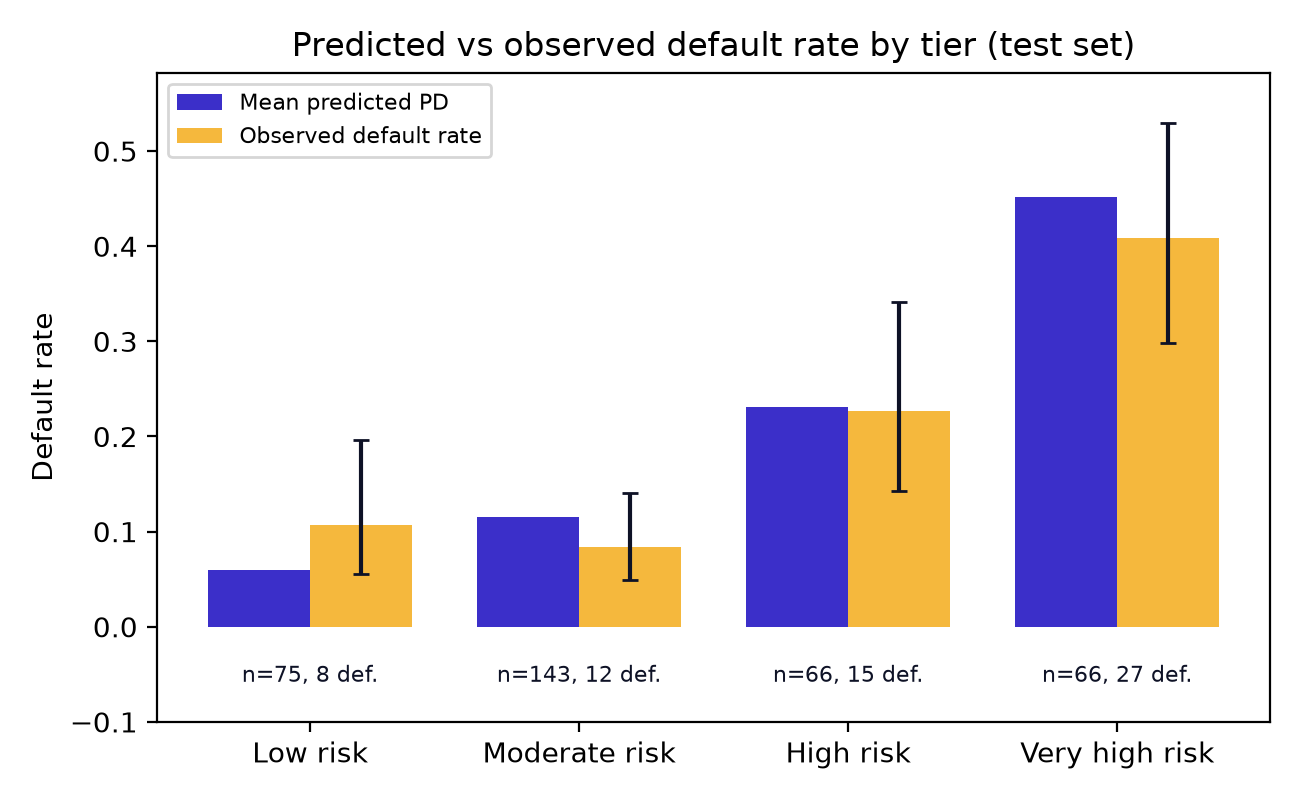 Predicted vs observed default rate by tier (test set)
Mean predicted PD
Observed default rate
Default rate
0.5
0.4
0.3
0.2
0.1
0.0
−0.1
n=75, 8 def.
n=143, 12 def.
n=66, 15 def.
n=66, 27 def.
Low risk
Moderate risk
High risk
Very high risk